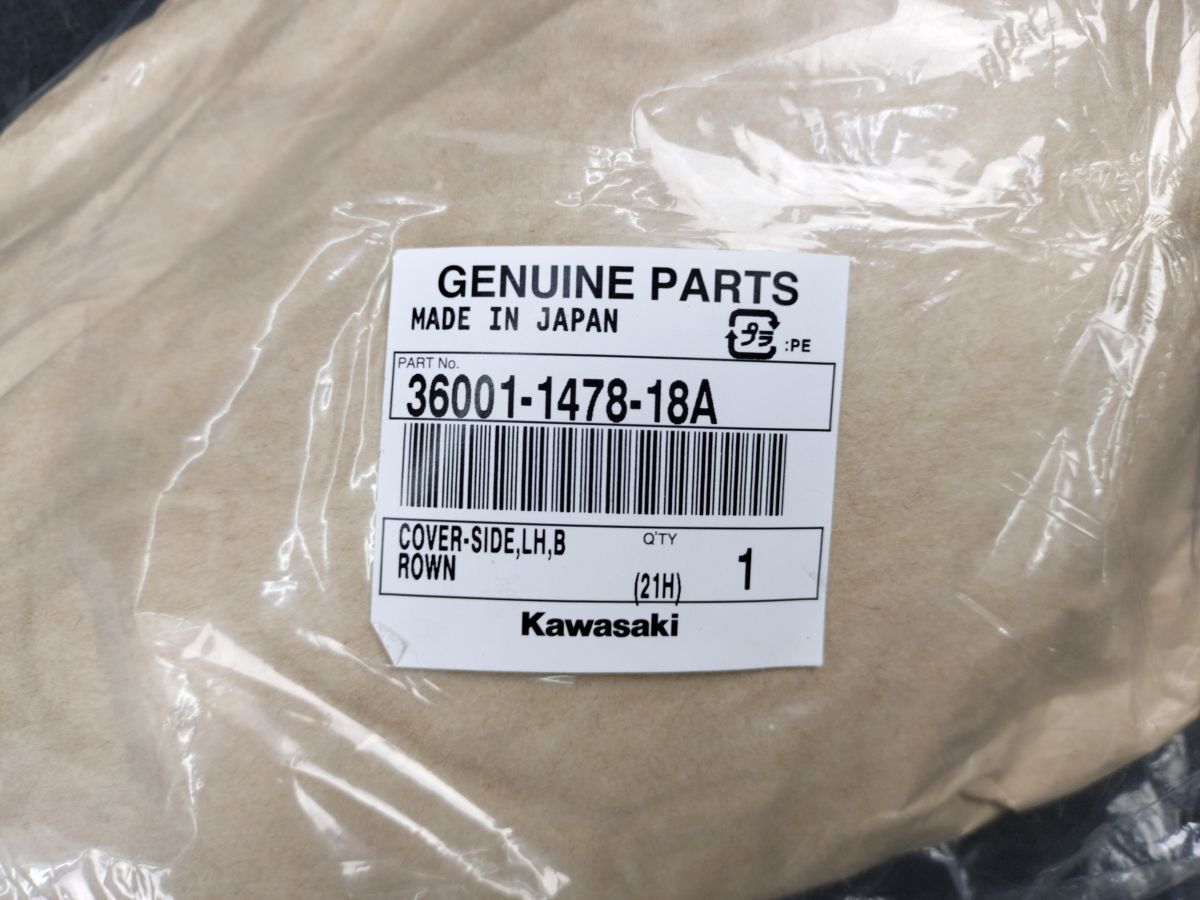 GENUINE PARTS
MADE IN JAPAN
プラ :PE
PART No.
36001-1478-18A
COVER-SIDE,LH,B
ROWN
Q'TY
(21H)
1
Kawasaki